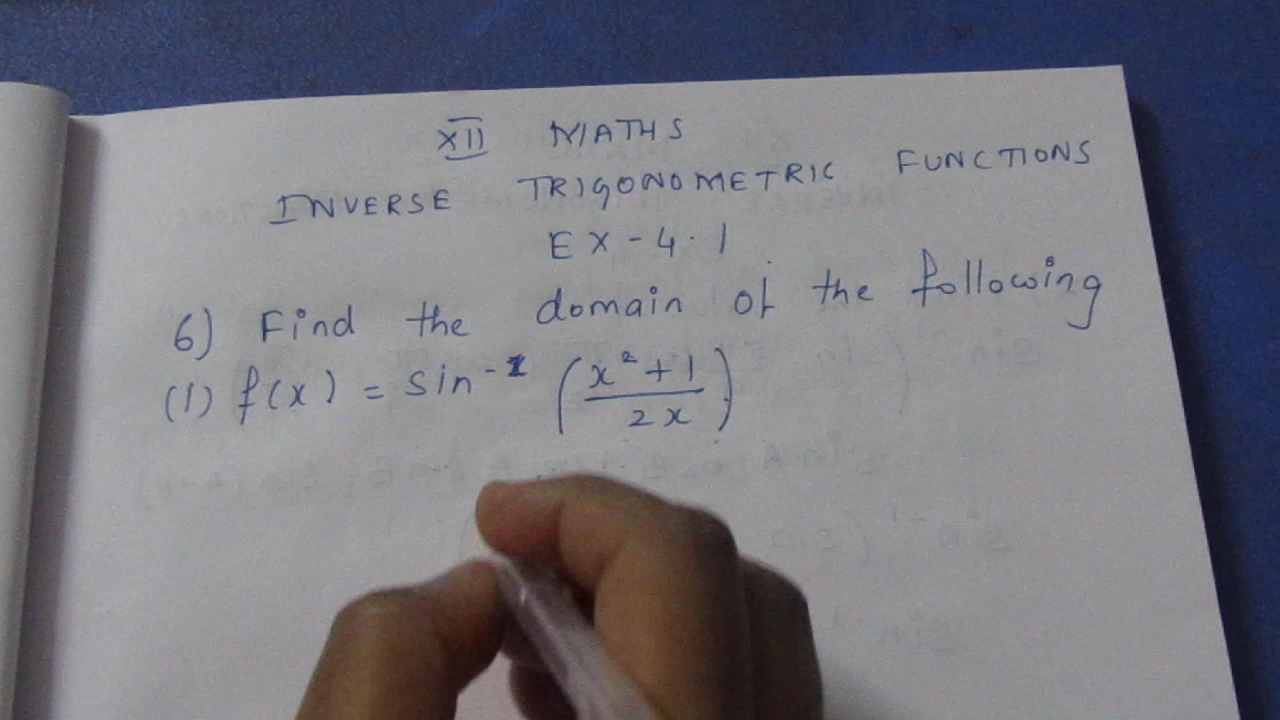 XII MATHS
INVERSE TRIGONOMETRIC FUNCTIONS
EX-4.1
6) Find the domain of the following
(1) f(x) = sin⁻¹ ((x²+1)/(2x))